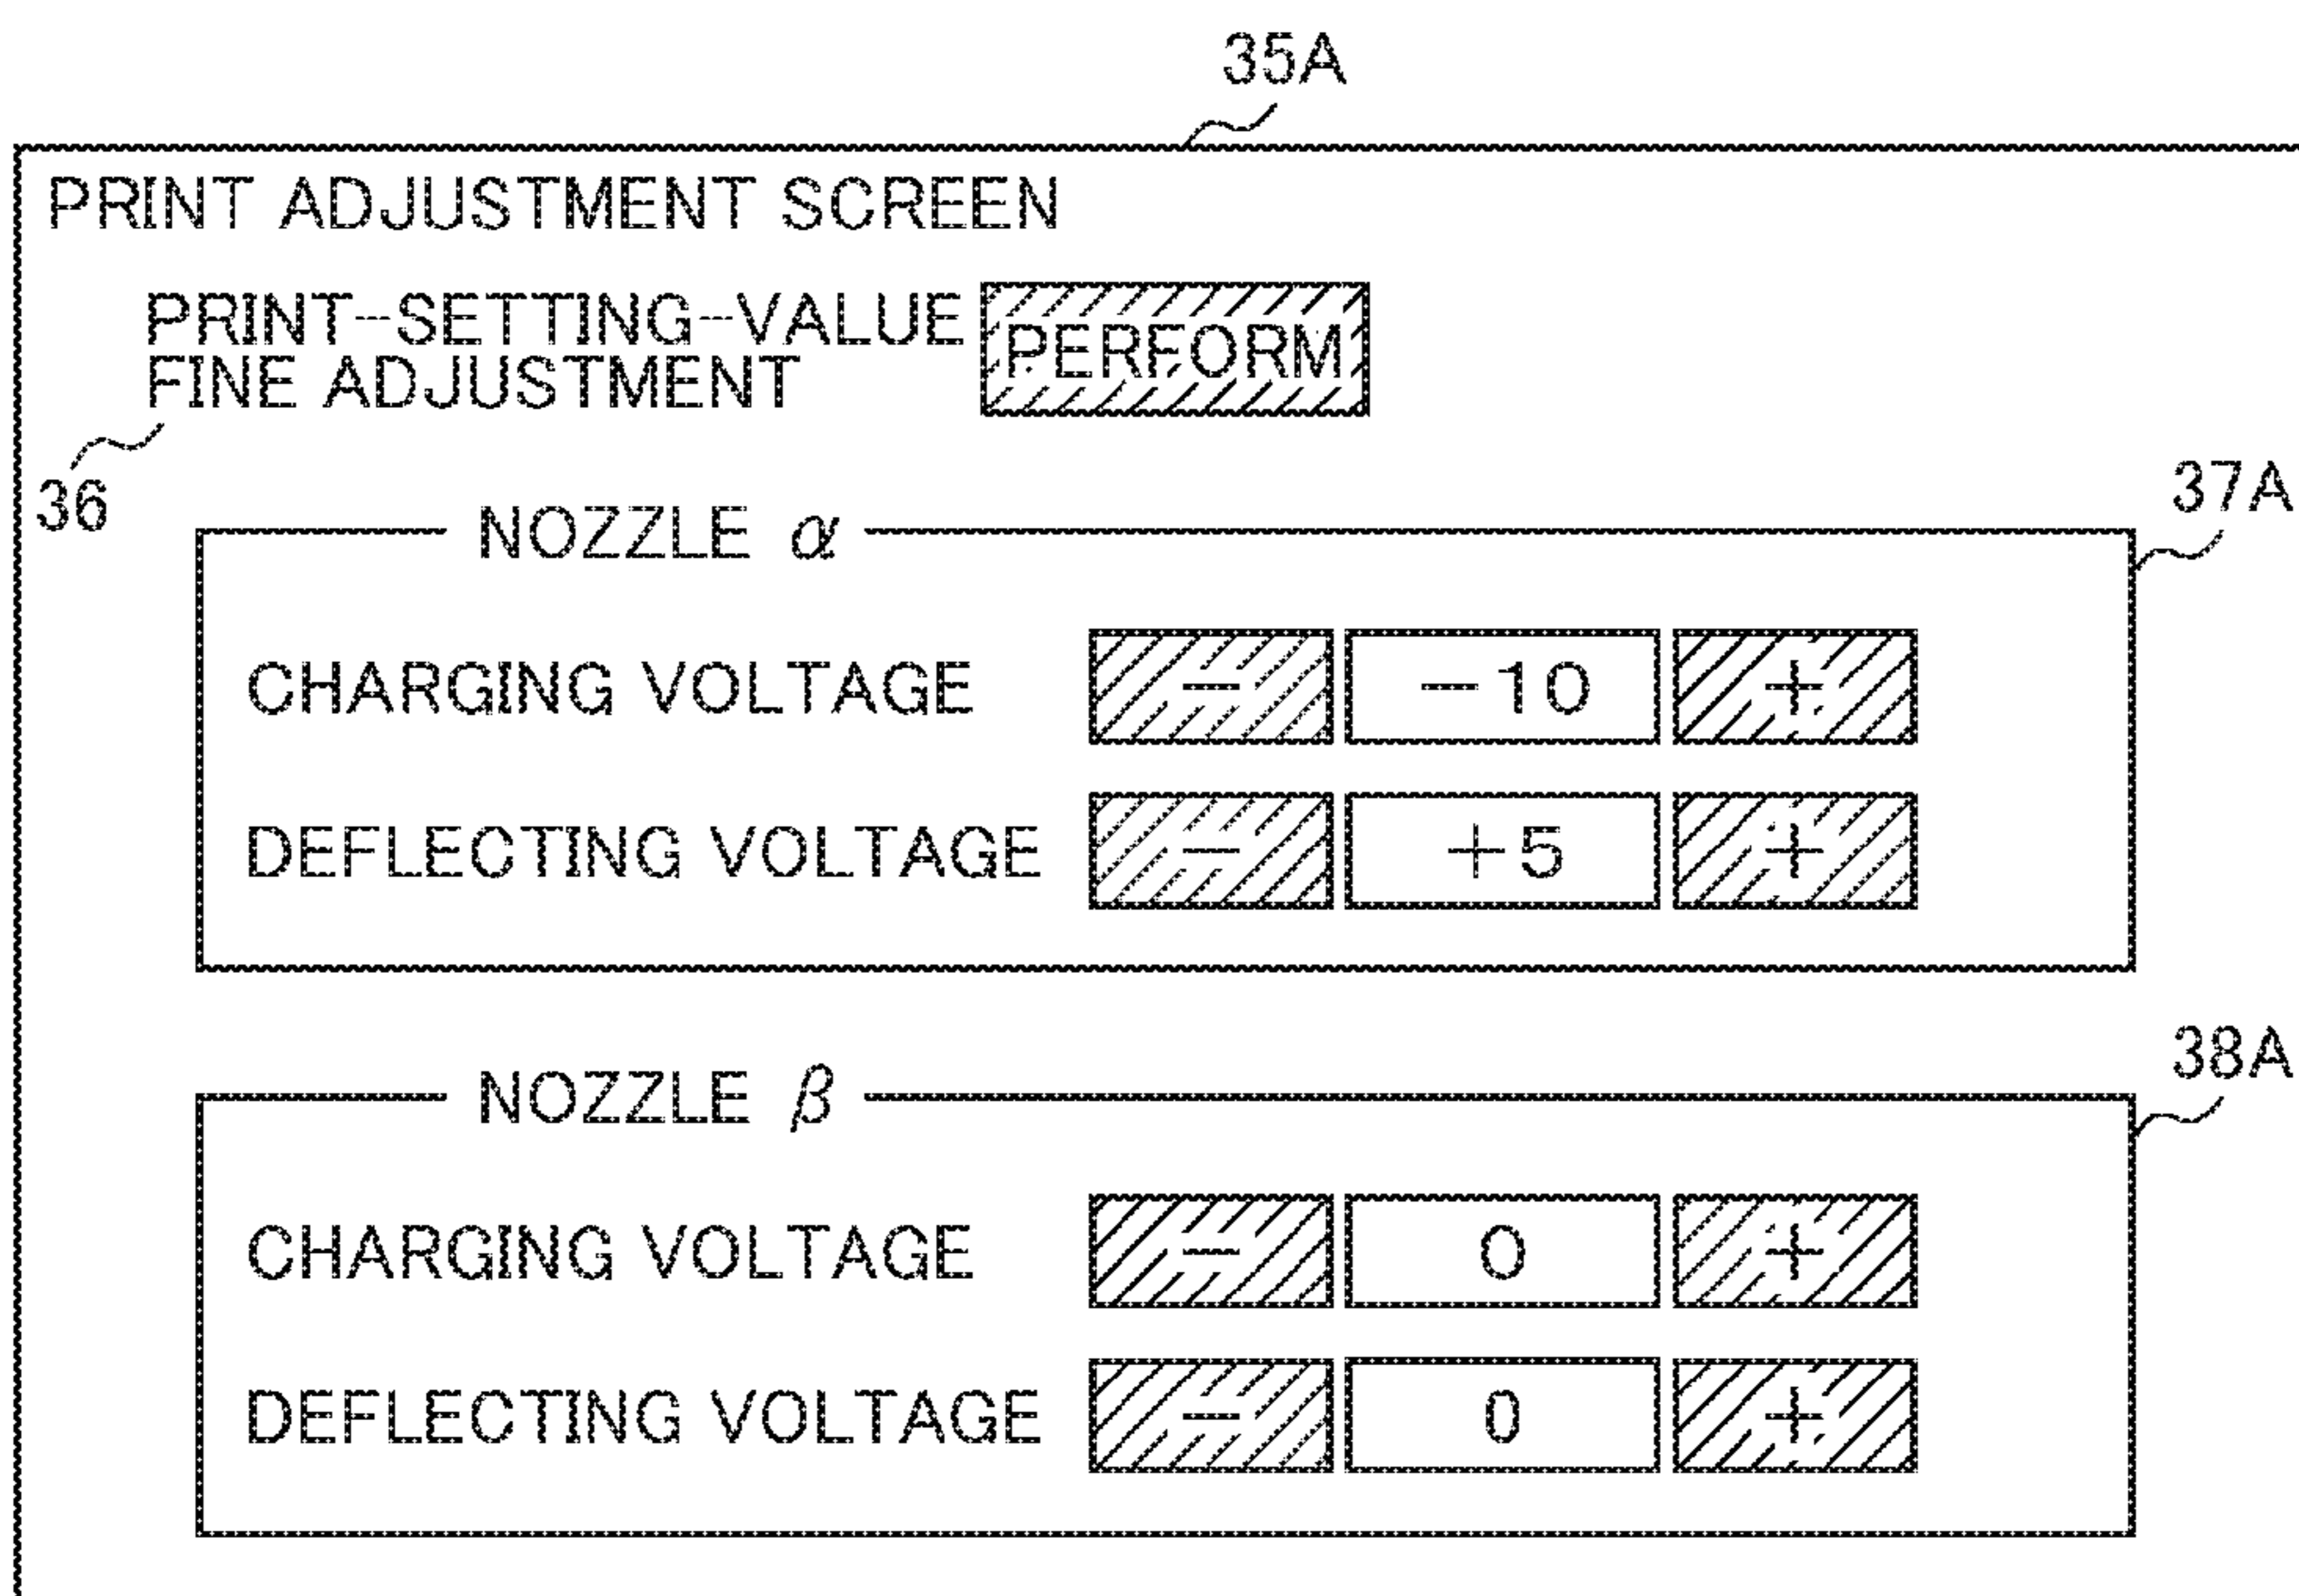 35A
PRINT ADJUSTMENT SCREEN
PRINT-SETTING-VALUE
FINE ADJUSTMENT
PERFORM
36
37A
NOZZLE α
CHARGING VOLTAGE − −10 +
DEFLECTING VOLTAGE − +5 +
38A
NOZZLE β
CHARGING VOLTAGE − 0 +
DEFLECTING VOLTAGE − 0 +